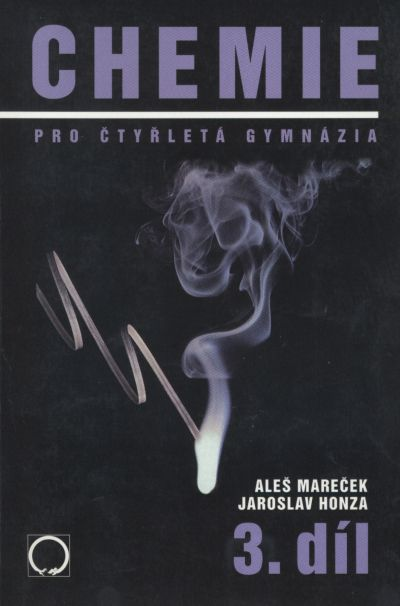 CHEMIE
PRO ČTYŘLETÁ GYMNÁZIA
ALEŠ MAREČEK
JAROSLAV HONZA
3. díl